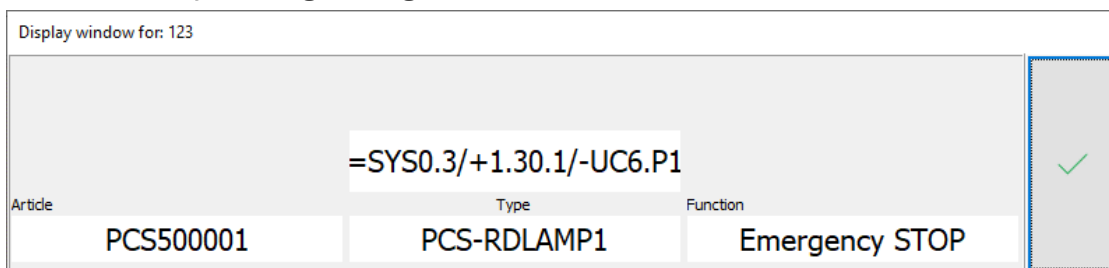 Display window for: 123
=SYS0.3/+1.30.1/-UC6.P1
Article Type Function
PCS500001 PCS-RDLAMP1 Emergency STOP